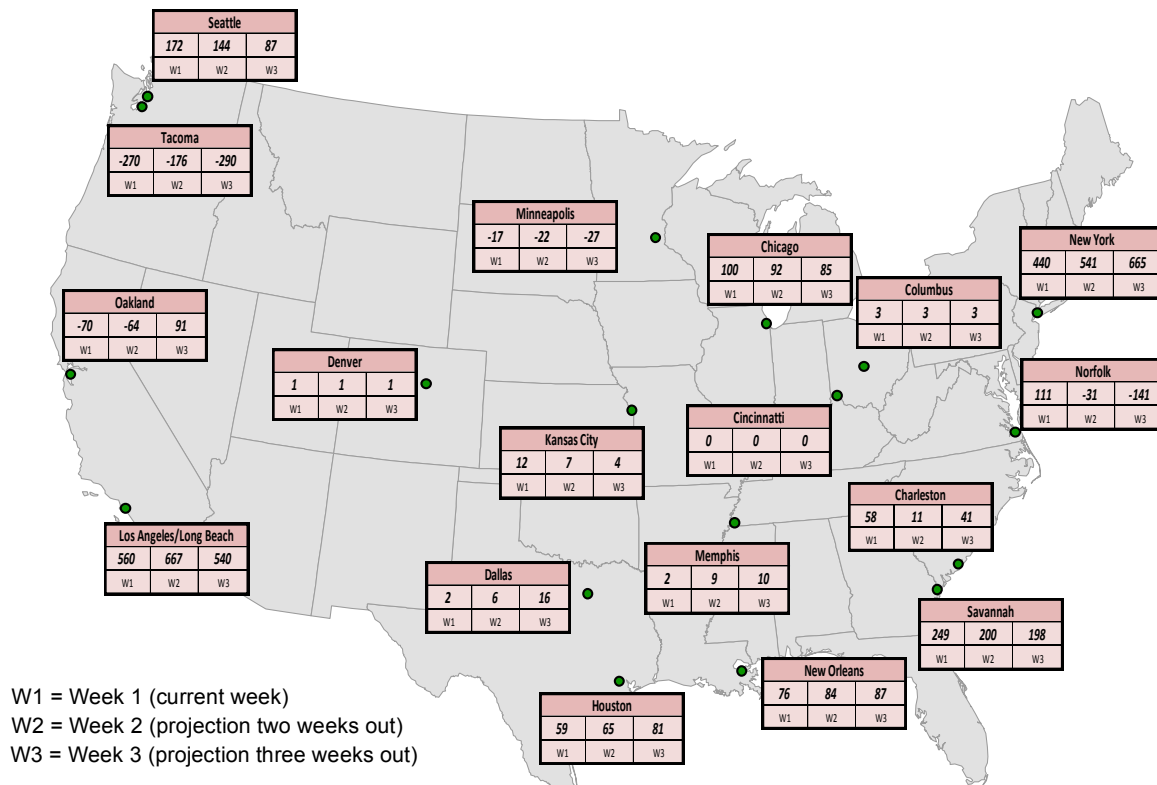 Seattle
172 144 87
W1 W2 W3
Tacoma
-270 -176 -290
W1 W2 W3
Minneapolis
-17 -22 -27
W1 W2 W3
Chicago
100 92 85
W1 W2 W3
New York
440 541 665
W1 W2 W3
Columbus
3 3 3
W1 W2 W3
Oakland
-70 -64 91
W1 W2 W3
Denver
1 1 1
W1 W2 W3
Norfolk
111 -31 -141
W1 W2 W3
Cincinnatti
0 0 0
W1 W2 W3
Kansas City
12 7 4
W1 W2 W3
Charleston
58 11 41
W1 W2 W3
Los Angeles/Long Beach
560 667 540
W1 W2 W3
Memphis
2 9 10
W1 W2 W3
Dallas
2 6 16
W1 W2 W3
Savannah
249 200 198
W1 W2 W3
New Orleans
76 84 87
W1 W2 W3
Houston
59 65 81
W1 W2 W3
W1 = Week 1 (current week)
W2 = Week 2 (projection two weeks out)
W3 = Week 3 (projection three weeks out)